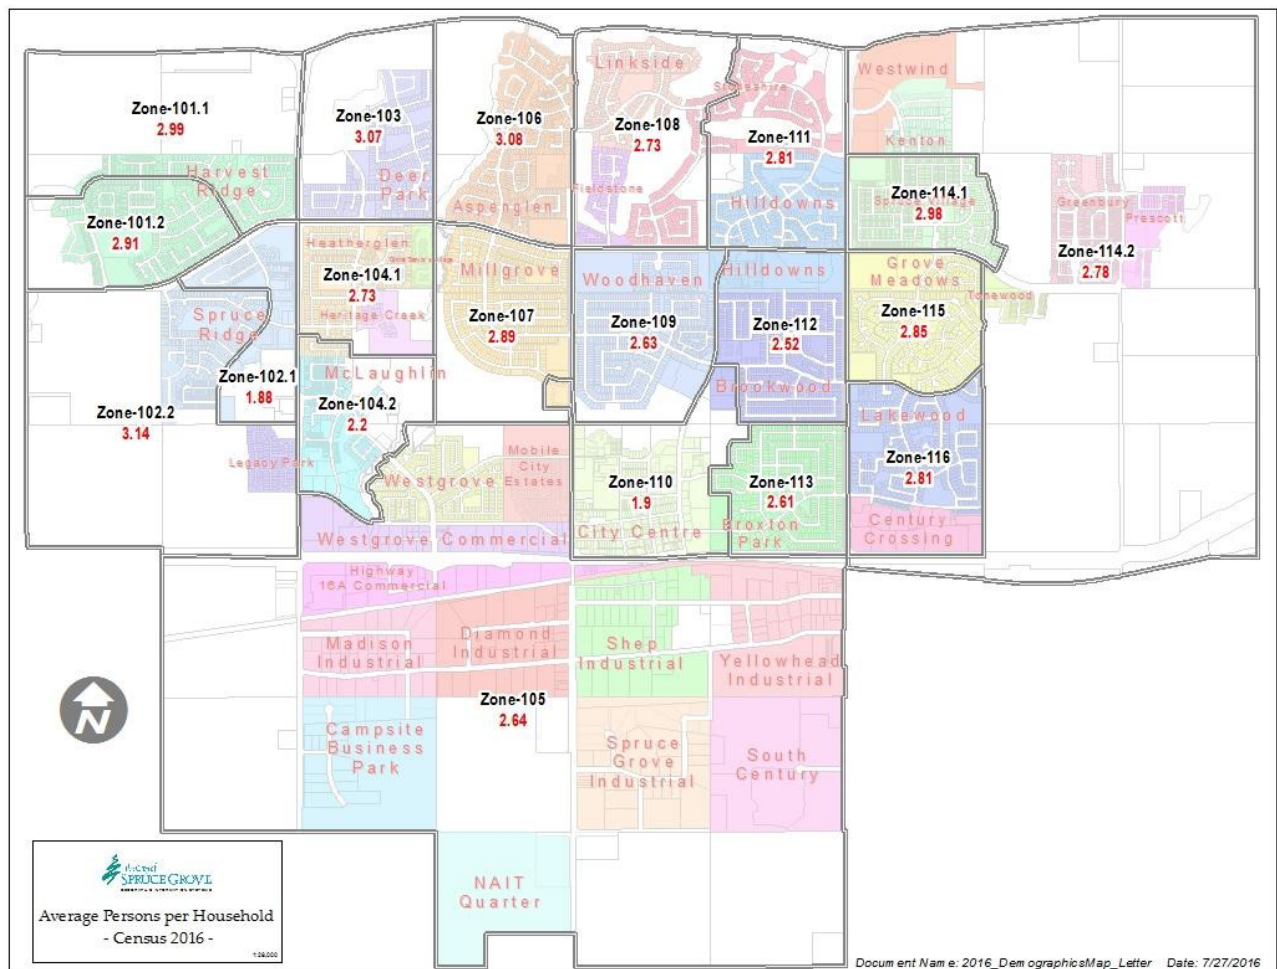 Westwind
Linkside
Stoneshire
Zone-101.1
2.99
Zone-103
3.07
Zone-106
3.08
Zone-108
2.73
Zone-111
2.81
Kenton
Harvest
Ridge
Deer
Park
Aspenglen
Fieldstone
Hilldowns
Zone-114.1
Spruce Village
2.98
Greenbury
Prescott
Zone-101.2
2.91
Zone-114.2
2.78
Heatherglen
Zone-104.1
2.73
Heritage Creek
Millgrove
Zone-107
2.89
Woodhaven
Zone-109
2.63
Hilldowns
Zone-112
2.52
Brookwood
Grove
Meadows
Zone-115
2.85
Tonewood
Spruce
Ridge
Zone-102.1
1.88
Zone-102.2
3.14
McLaughlin
Zone-104.2
2.2
Legacy Park
Westgrove
Mobile
City
Estates
Zone-110
1.9
City Centre
Zone-113
2.61
Broxton
Park
Lakewood
Zone-116
2.81
Century
Crossing
Westgrove Commercial
Highway
16A Commercial
Madison
Industrial
Diamond
Industrial
Shep
Industrial
Yellowhead
Industrial
Zone-105
2.64
Campsite
Business
Park
Spruce
Grove
Industrial
South
Century
NAIT
Quarter
N
the City of
SPRUCE GROVE
Average Persons per Household
- Census 2016 -
Document Name: 2016_DemographicsMap_Letter Date: 7/27/2016